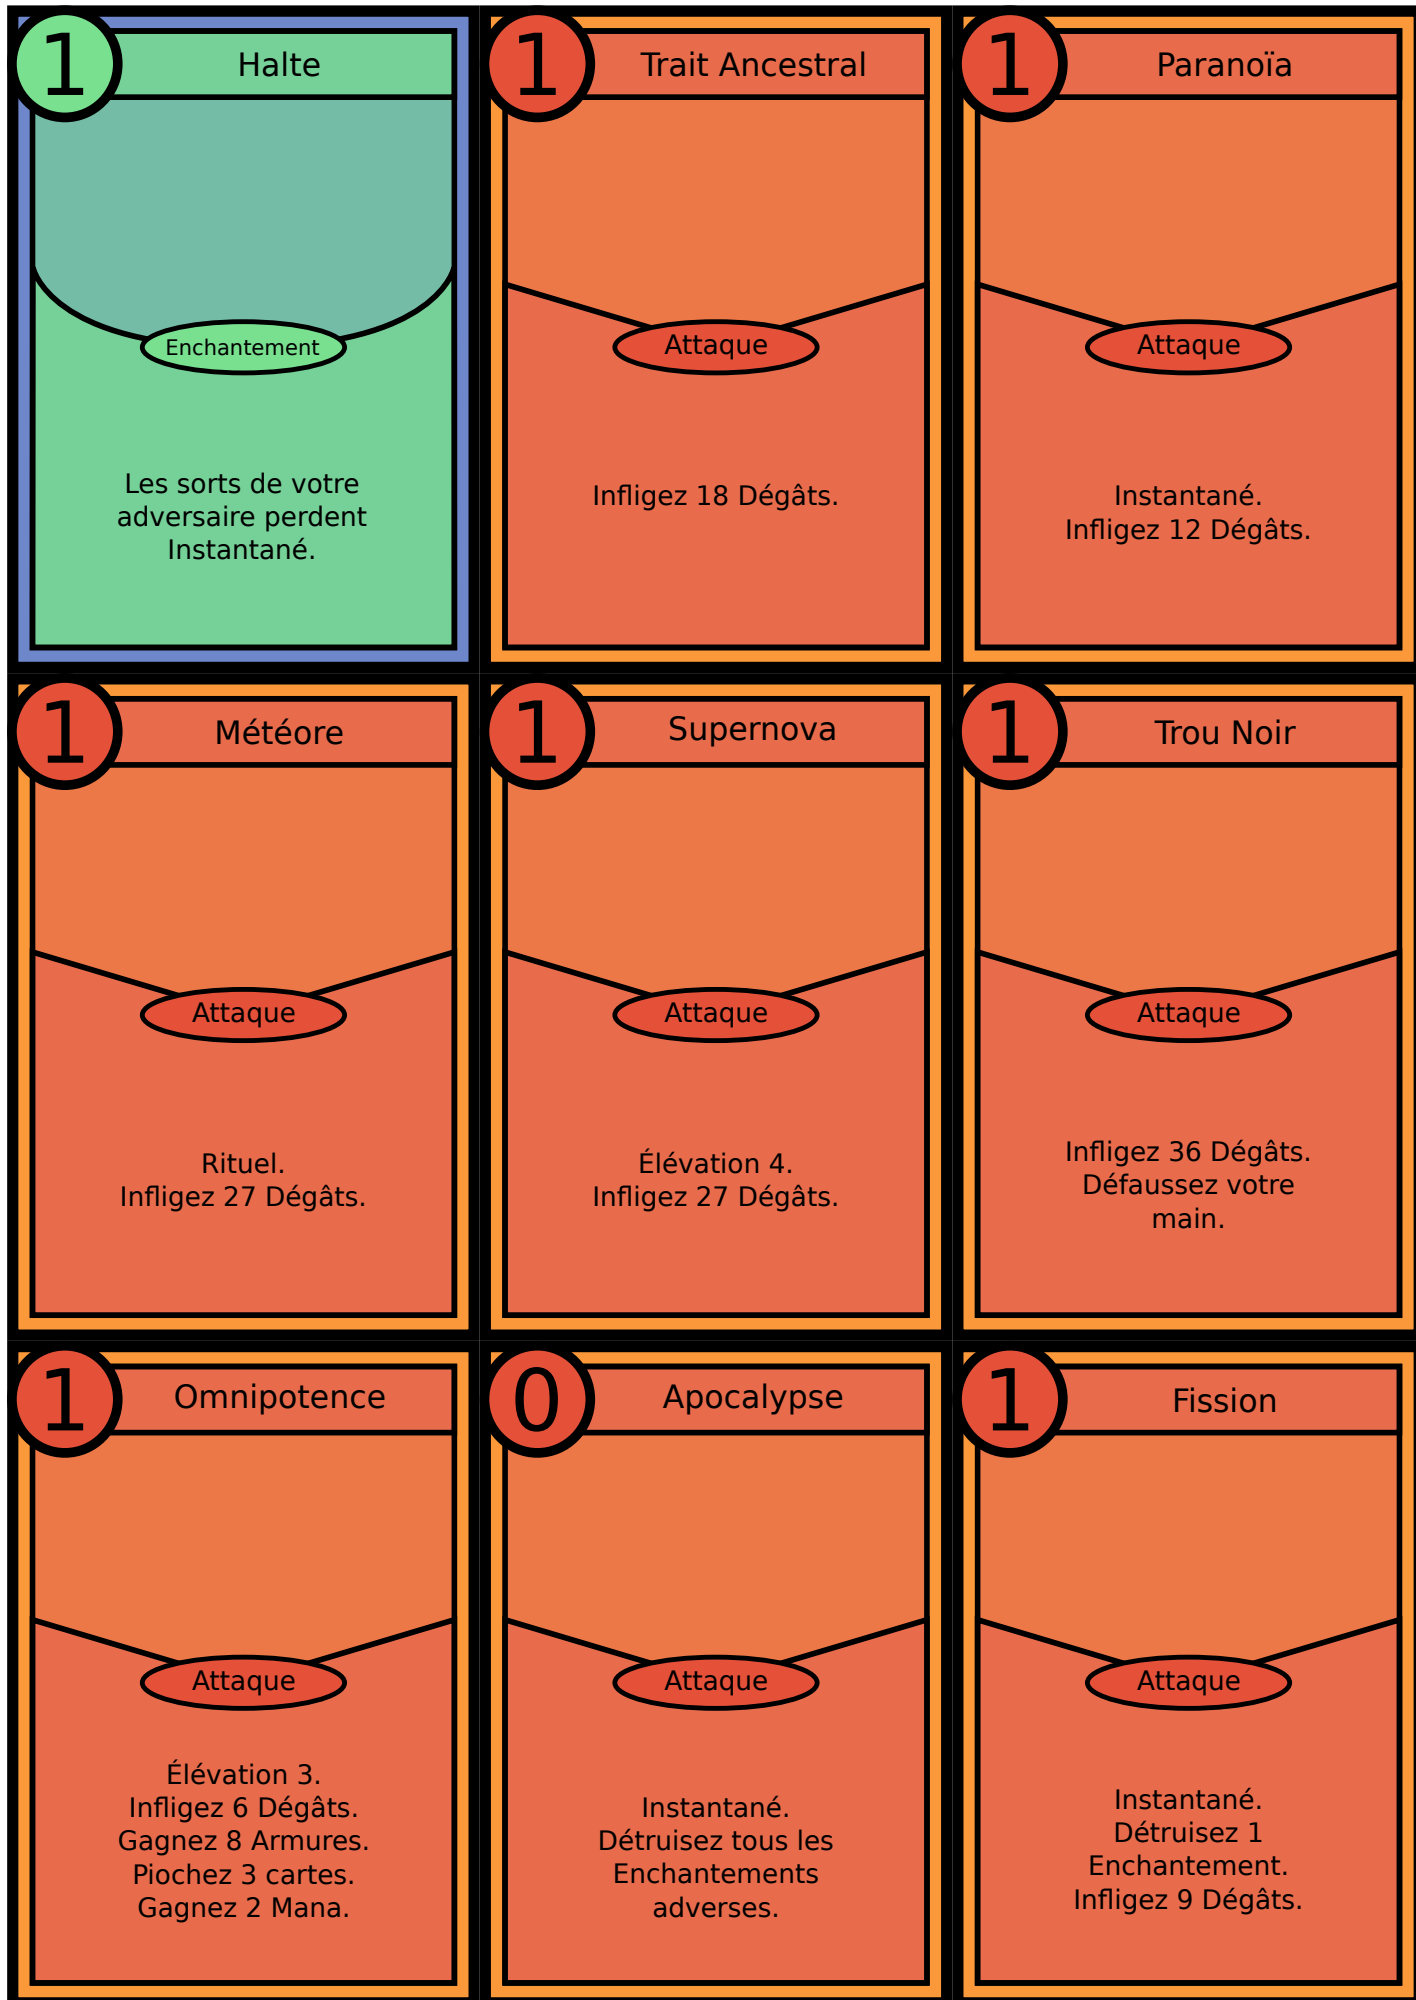 1
Halte
Enchantement
Les sorts de votre
adversaire perdent
Instantané.
1
Trait Ancestral
Attaque
Infligez 18 Dégâts.
1
Paranoïa
Attaque
Instantané.
Infligez 12 Dégâts.
1
Météore
Attaque
Rituel.
Infligez 27 Dégâts.
1
Supernova
Attaque
Élévation 4.
Infligez 27 Dégâts.
1
Trou Noir
Attaque
Infligez 36 Dégâts.
Défaussez votre
main.
1
Omnipotence
Attaque
Élévation 3.
Infligez 6 Dégâts.
Gagnez 8 Armures.
Piochez 3 cartes.
Gagnez 2 Mana.
0
Apocalypse
Attaque
Instantané.
Détruisez tous les
Enchantements
adverses.
1
Fission
Attaque
Instantané.
Détruisez 1
Enchantement.
Infligez 9 Dégâts.